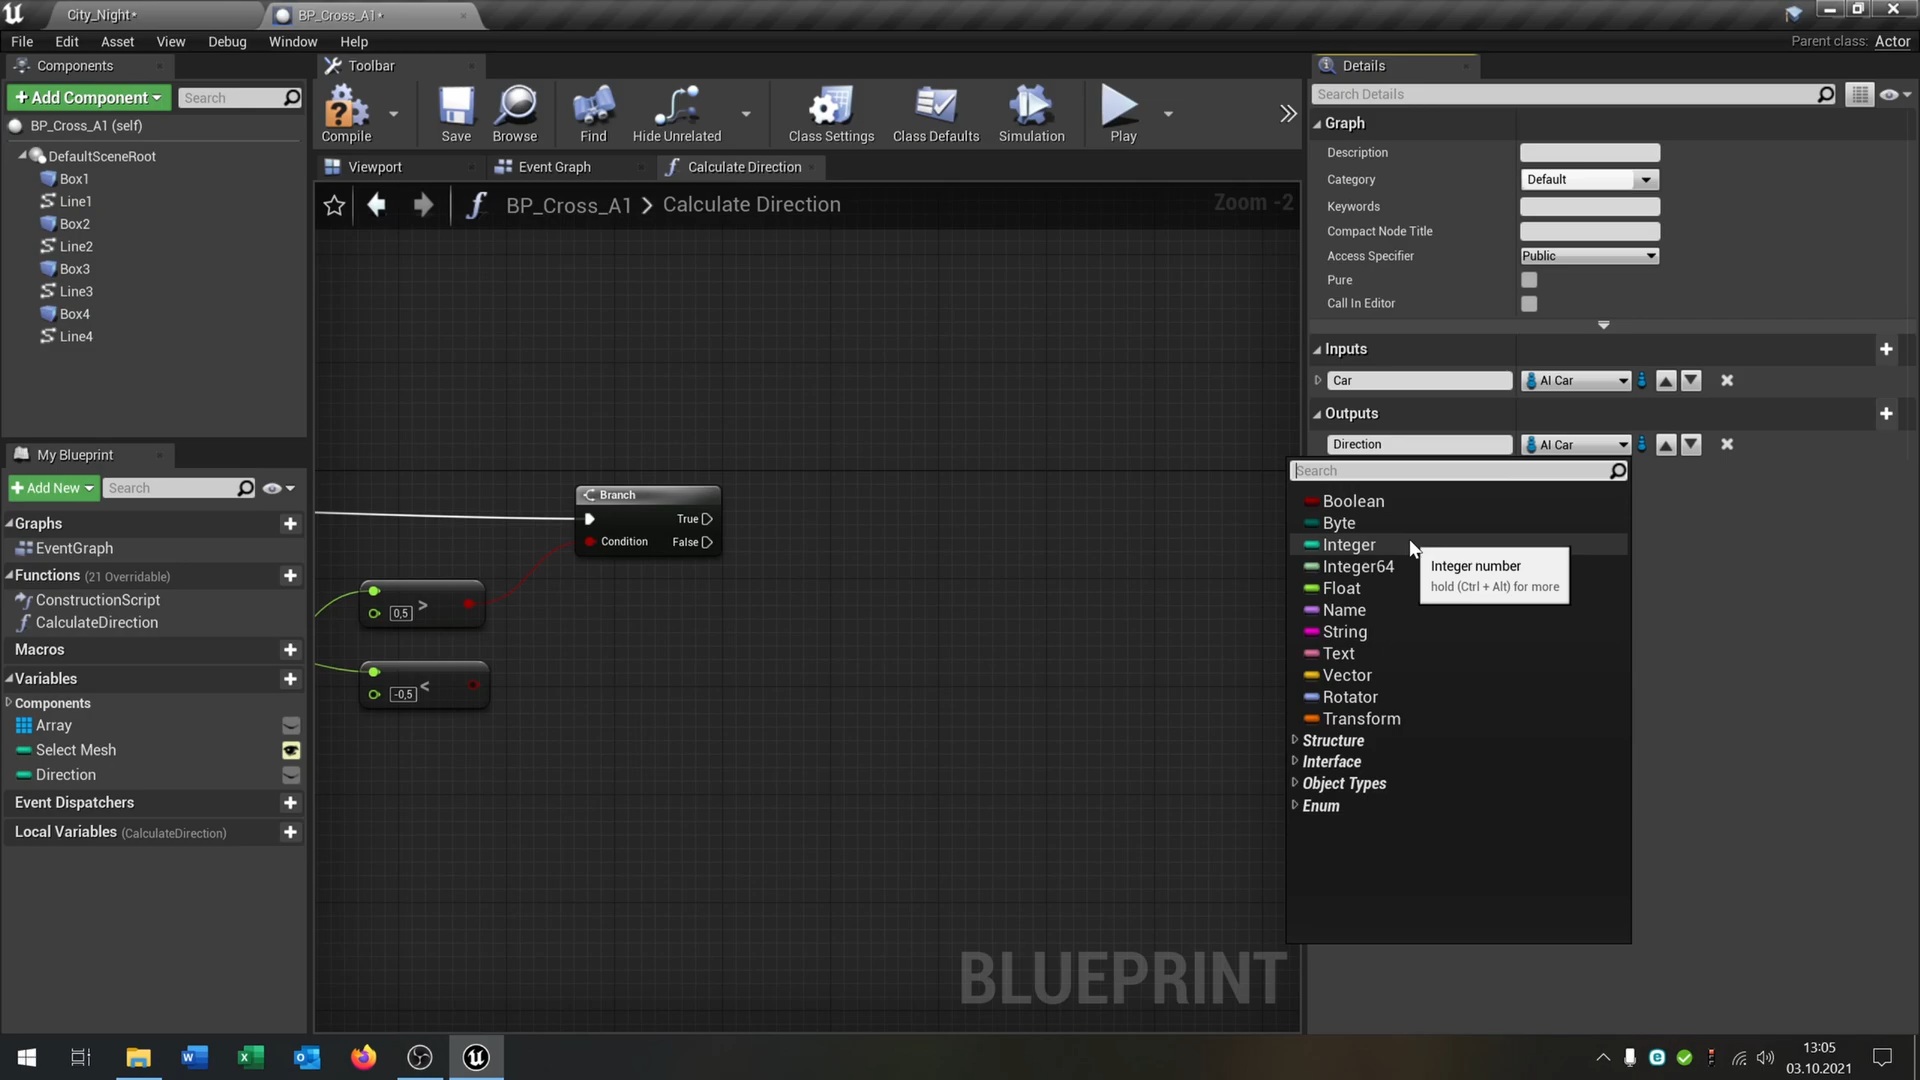 City_Night*
BP_Cross_A1*
File Edit Asset View Debug Window Help
Parent class: Actor
Components
Add Component
Search
BP_Cross_A1 (self)
DefaultSceneRoot
Box1
Line1
Box2
Line2
Box3
Line3
Box4
Line4
Toolbar
Compile
Save
Browse
Find
Hide Unrelated
Class Settings
Class Defaults
Simulation
Play
Viewport
Event Graph
Calculate Direction
BP_Cross_A1 > Calculate Direction
Zoom -2
Branch
True
Condition False
0,5 >
-0,5 <
BLUEPRINT
My Blueprint
Add New
Search
Graphs
EventGraph
Functions (21 Overridable)
ConstructionScript
CalculateDirection
Macros
Variables
Components
Array
Select Mesh
Direction
Event Dispatchers
Local Variables (CalculateDirection)
Details
Search Details
Graph
Description
Category Default
Keywords
Compact Node Title
Access Specifier Public
Pure
Call In Editor
Inputs
Car AI Car
Outputs
Direction AI Car
Search
Boolean
Byte
Integer
Integer64
Float
Name
String
Text
Vector
Rotator
Transform
Structure
Interface
Object Types
Enum
Integer number
hold (Ctrl + Alt) for more
13:05
03.10.2021